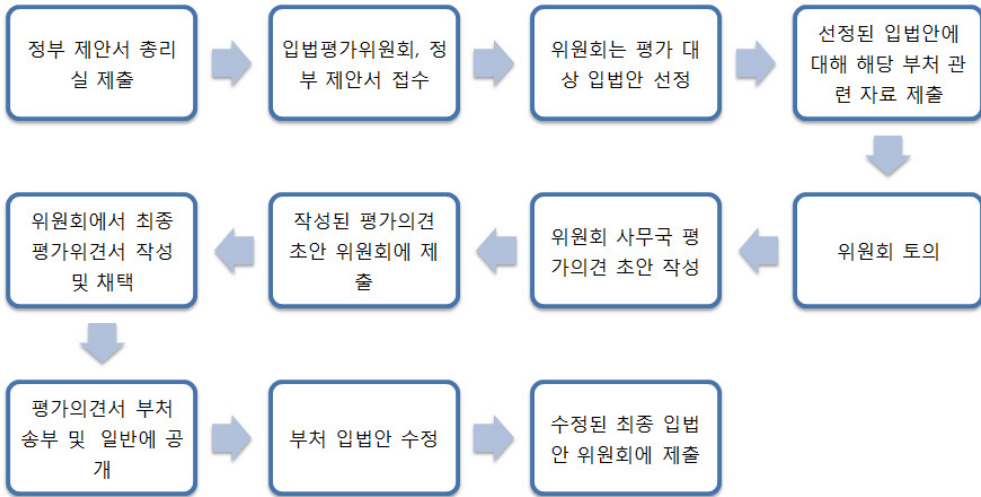 정부 제안서 총리
실 제출
입법평가위원회, 정
부 제안서 접수
위원회는 평가 대
상 입법안 선정
선정된 입법안에
대해 해당 부처 관
련 자료 제출
위원회 토의
위원회 사무국 평
가의견 초안 작성
작성된 평가의견
초안 위원회에 제
출
위원회에서 최종
평가위견서 작성
및 채택
평가의견서 부처
송부 및 일반에 공
개
부처 입법안 수정
수정된 최종 입법
안 위원회에 제출